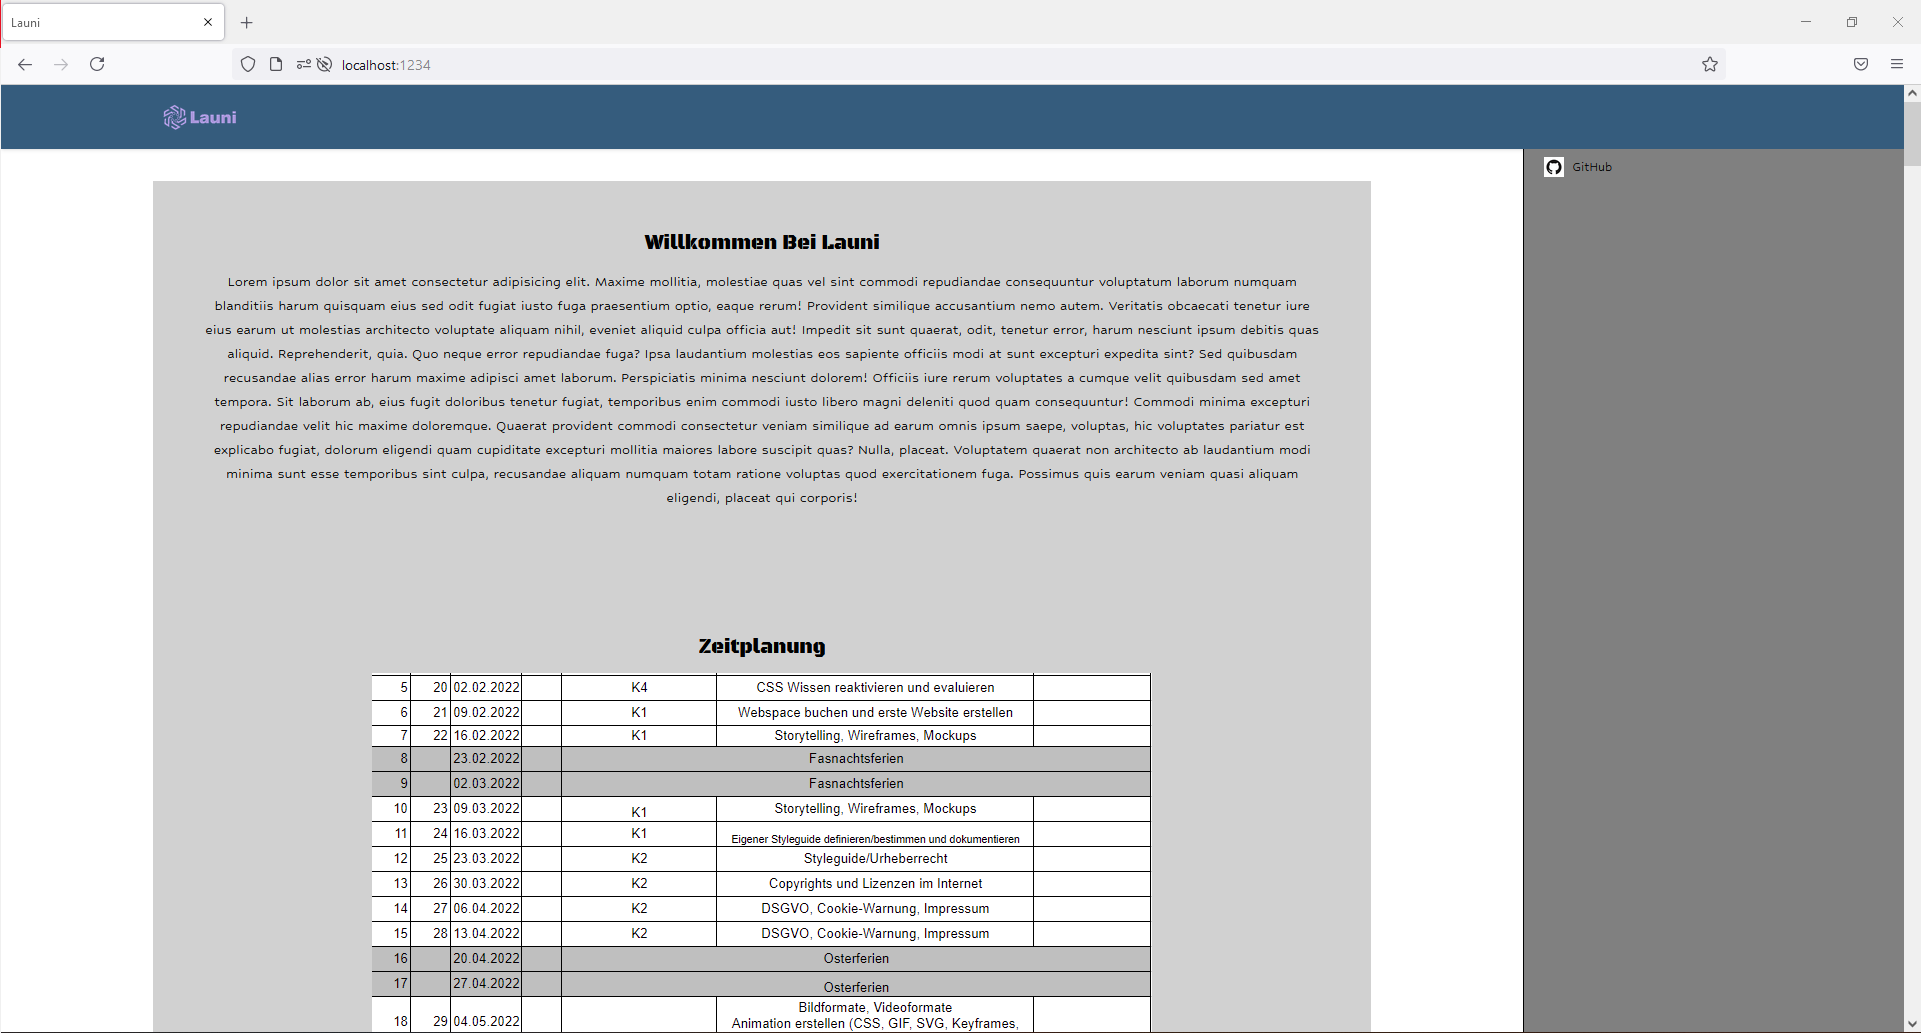 Launi
localhost:1234
Launi
GitHub
Willkommen Bei Launi
Lorem ipsum dolor sit amet consectetur adipisicing elit. Maxime mollitia, molestiae quas vel sint commodi repudiandae consequuntur voluptatum laborum numquam
blanditiis harum quisquam eius sed odit fugiat iusto fuga praesentium optio, eaque rerum! Provident similique accusantium nemo autem. Veritatis obcaecati tenetur iure
eius earum ut molestias architecto voluptate aliquam nihil, eveniet aliquid culpa officia aut! Impedit sit sunt quaerat, odit, tenetur error, harum nesciunt ipsum debitis quas
aliquid. Reprehenderit, quia. Quo neque error repudiandae fuga? Ipsa laudantium molestias eos sapiente officiis modi at sunt excepturi expedita sint? Sed quibusdam
recusandae alias error harum maxime adipisci amet laborum. Perspiciatis minima nesciunt dolorem! Officiis iure rerum voluptates a cumque velit quibusdam sed amet
tempora. Sit laborum ab, eius fugit doloribus tenetur fugiat, temporibus enim commodi iusto libero magni deleniti quod quam consequuntur! Commodi minima excepturi
repudiandae velit hic maxime doloremque. Quaerat provident commodi consectetur veniam similique ad earum omnis ipsum saepe, voluptas, hic voluptates pariatur est
explicabo fugiat, dolorum eligendi quam cupiditate excepturi mollitia maiores labore suscipit quas? Nulla, placeat. Voluptatem quaerat non architecto ab laudantium modi
minima sunt esse temporibus sint culpa, recusandae aliquam numquam totam ratione voluptas quod exercitationem fuga. Possimus quis earum veniam quasi aliquam
eligendi, placeat qui corporis!
Zeitplanung
5 20 02.02.2022 K4 CSS Wissen reaktivieren und evaluieren
6 21 09.02.2022 K1 Webspace buchen und erste Website erstellen
7 22 16.02.2022 K1 Storytelling, Wireframes, Mockups
8 23.02.2022 Fasnachtsferien
9 02.03.2022 Fasnachtsferien
10 23 09.03.2022 K1 Storytelling, Wireframes, Mockups
11 24 16.03.2022 K1 Eigener Styleguide definieren/bestimmen und dokumentieren
12 25 23.03.2022 K2 Styleguide/Urheberrecht
13 26 30.03.2022 K2 Copyrights und Lizenzen im Internet
14 27 06.04.2022 K2 DSGVO, Cookie-Warnung, Impressum
15 28 13.04.2022 K2 DSGVO, Cookie-Warnung, Impressum
16 20.04.2022 Osterferien
17 27.04.2022 Osterferien
Bildformate, Videoformate
18 29 04.05.2022 Animation erstellen (CSS, GIF, SVG, Keyframes,